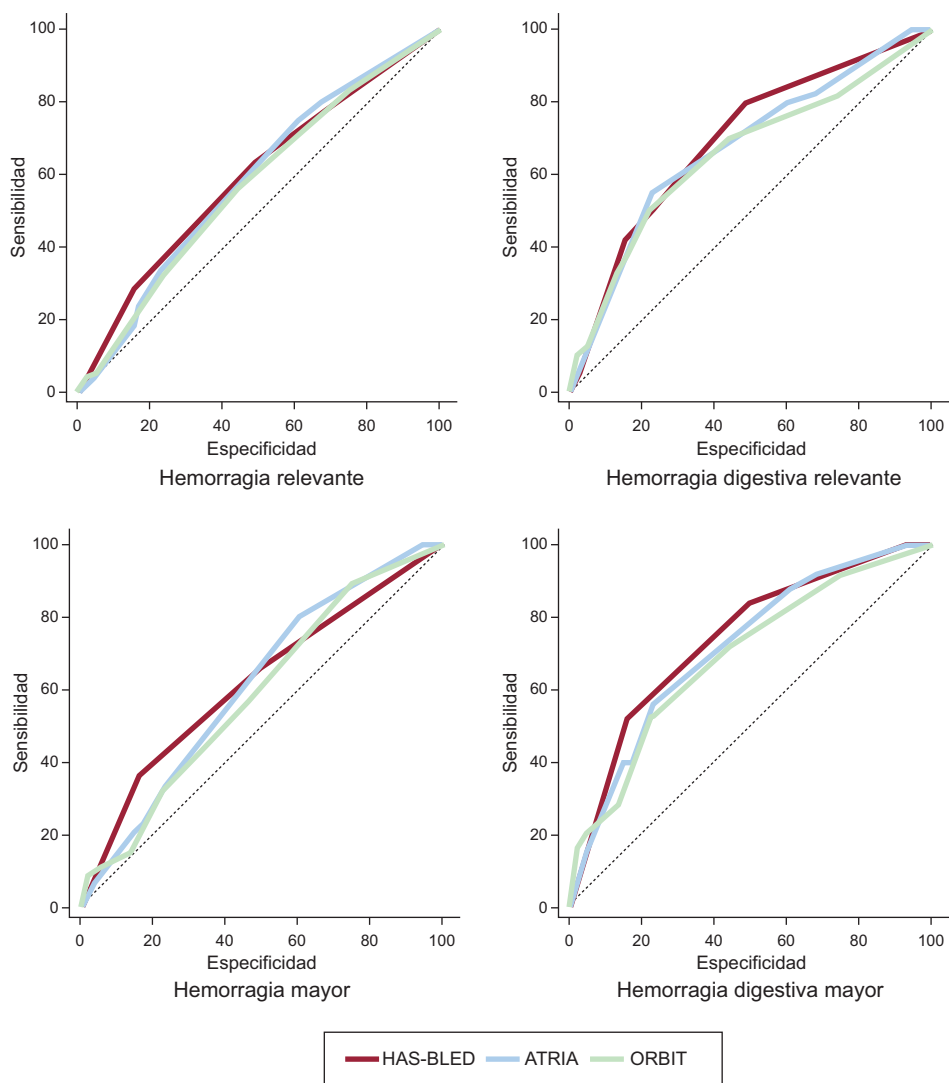 100
80
60
40
20
0
Sensibilidad
0 20 40 60 80 100
Especificidad
Hemorragia relevante
100
80
60
40
20
0
Sensibilidad
0 20 40 60 80 100
Especificidad
Hemorragia digestiva relevante
100
80
60
40
20
0
Sensibilidad
0 20 40 60 80 100
Especificidad
Hemorragia mayor
100
80
60
40
20
0
Sensibilidad
0 20 40 60 80 100
Especificidad
Hemorragia digestiva mayor
HAS-BLED ATRIA ORBIT